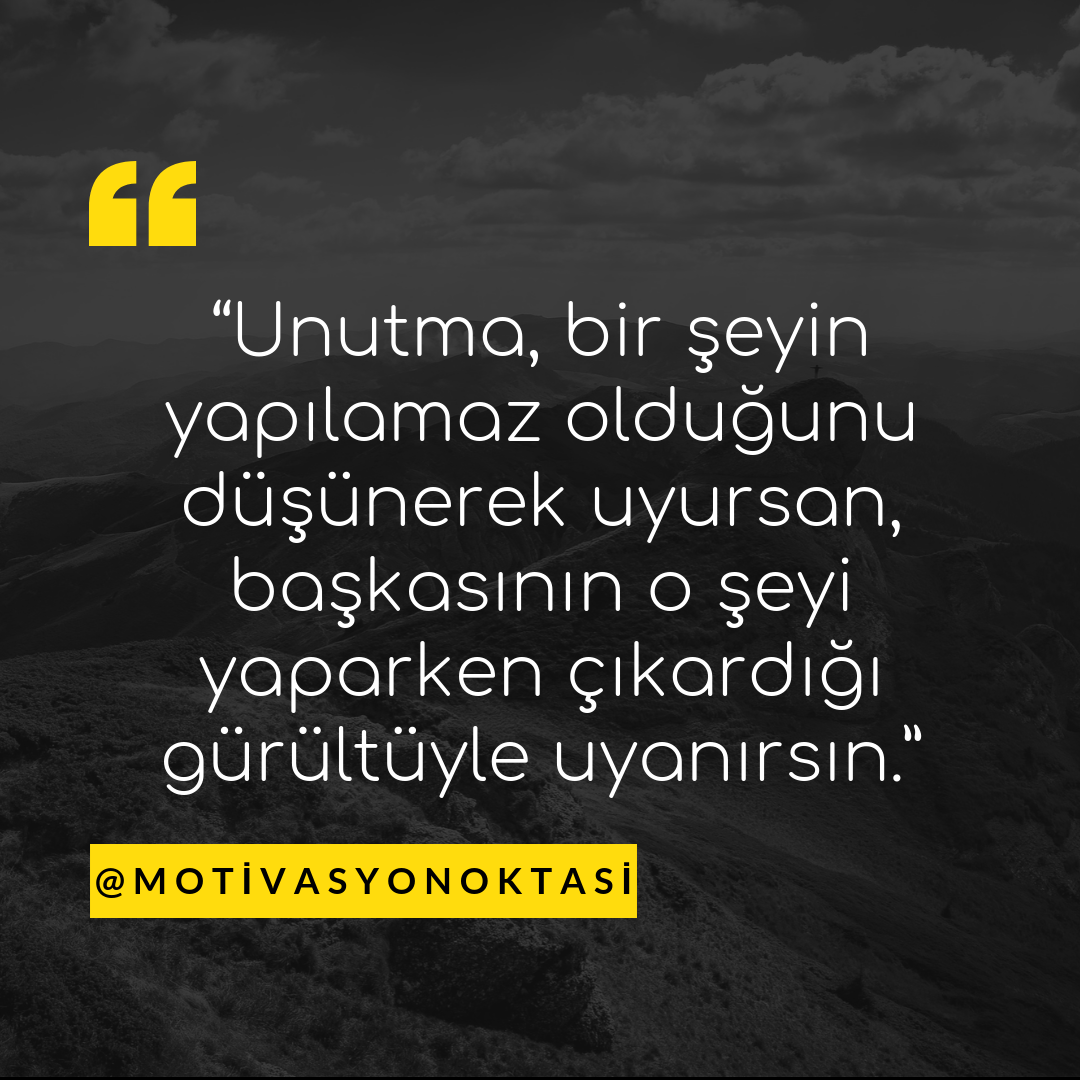 “Unutma, bir şeyin
yapılamaz olduğunu
düşünerek uyursan,
başkasının o şeyi
yaparken çıkardığı
gürültüyle uyanırsın.”
@MOTİVASYONOKTASİ